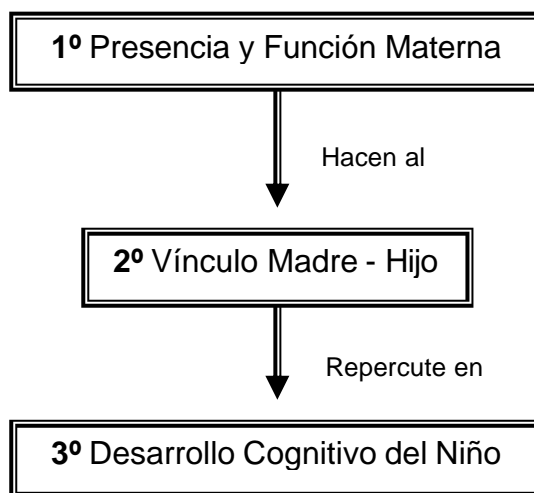 1º Presencia y Función Materna
Hacen al
2º Vínculo Madre - Hijo
Repercute en
3º Desarrollo Cognitivo del Niño